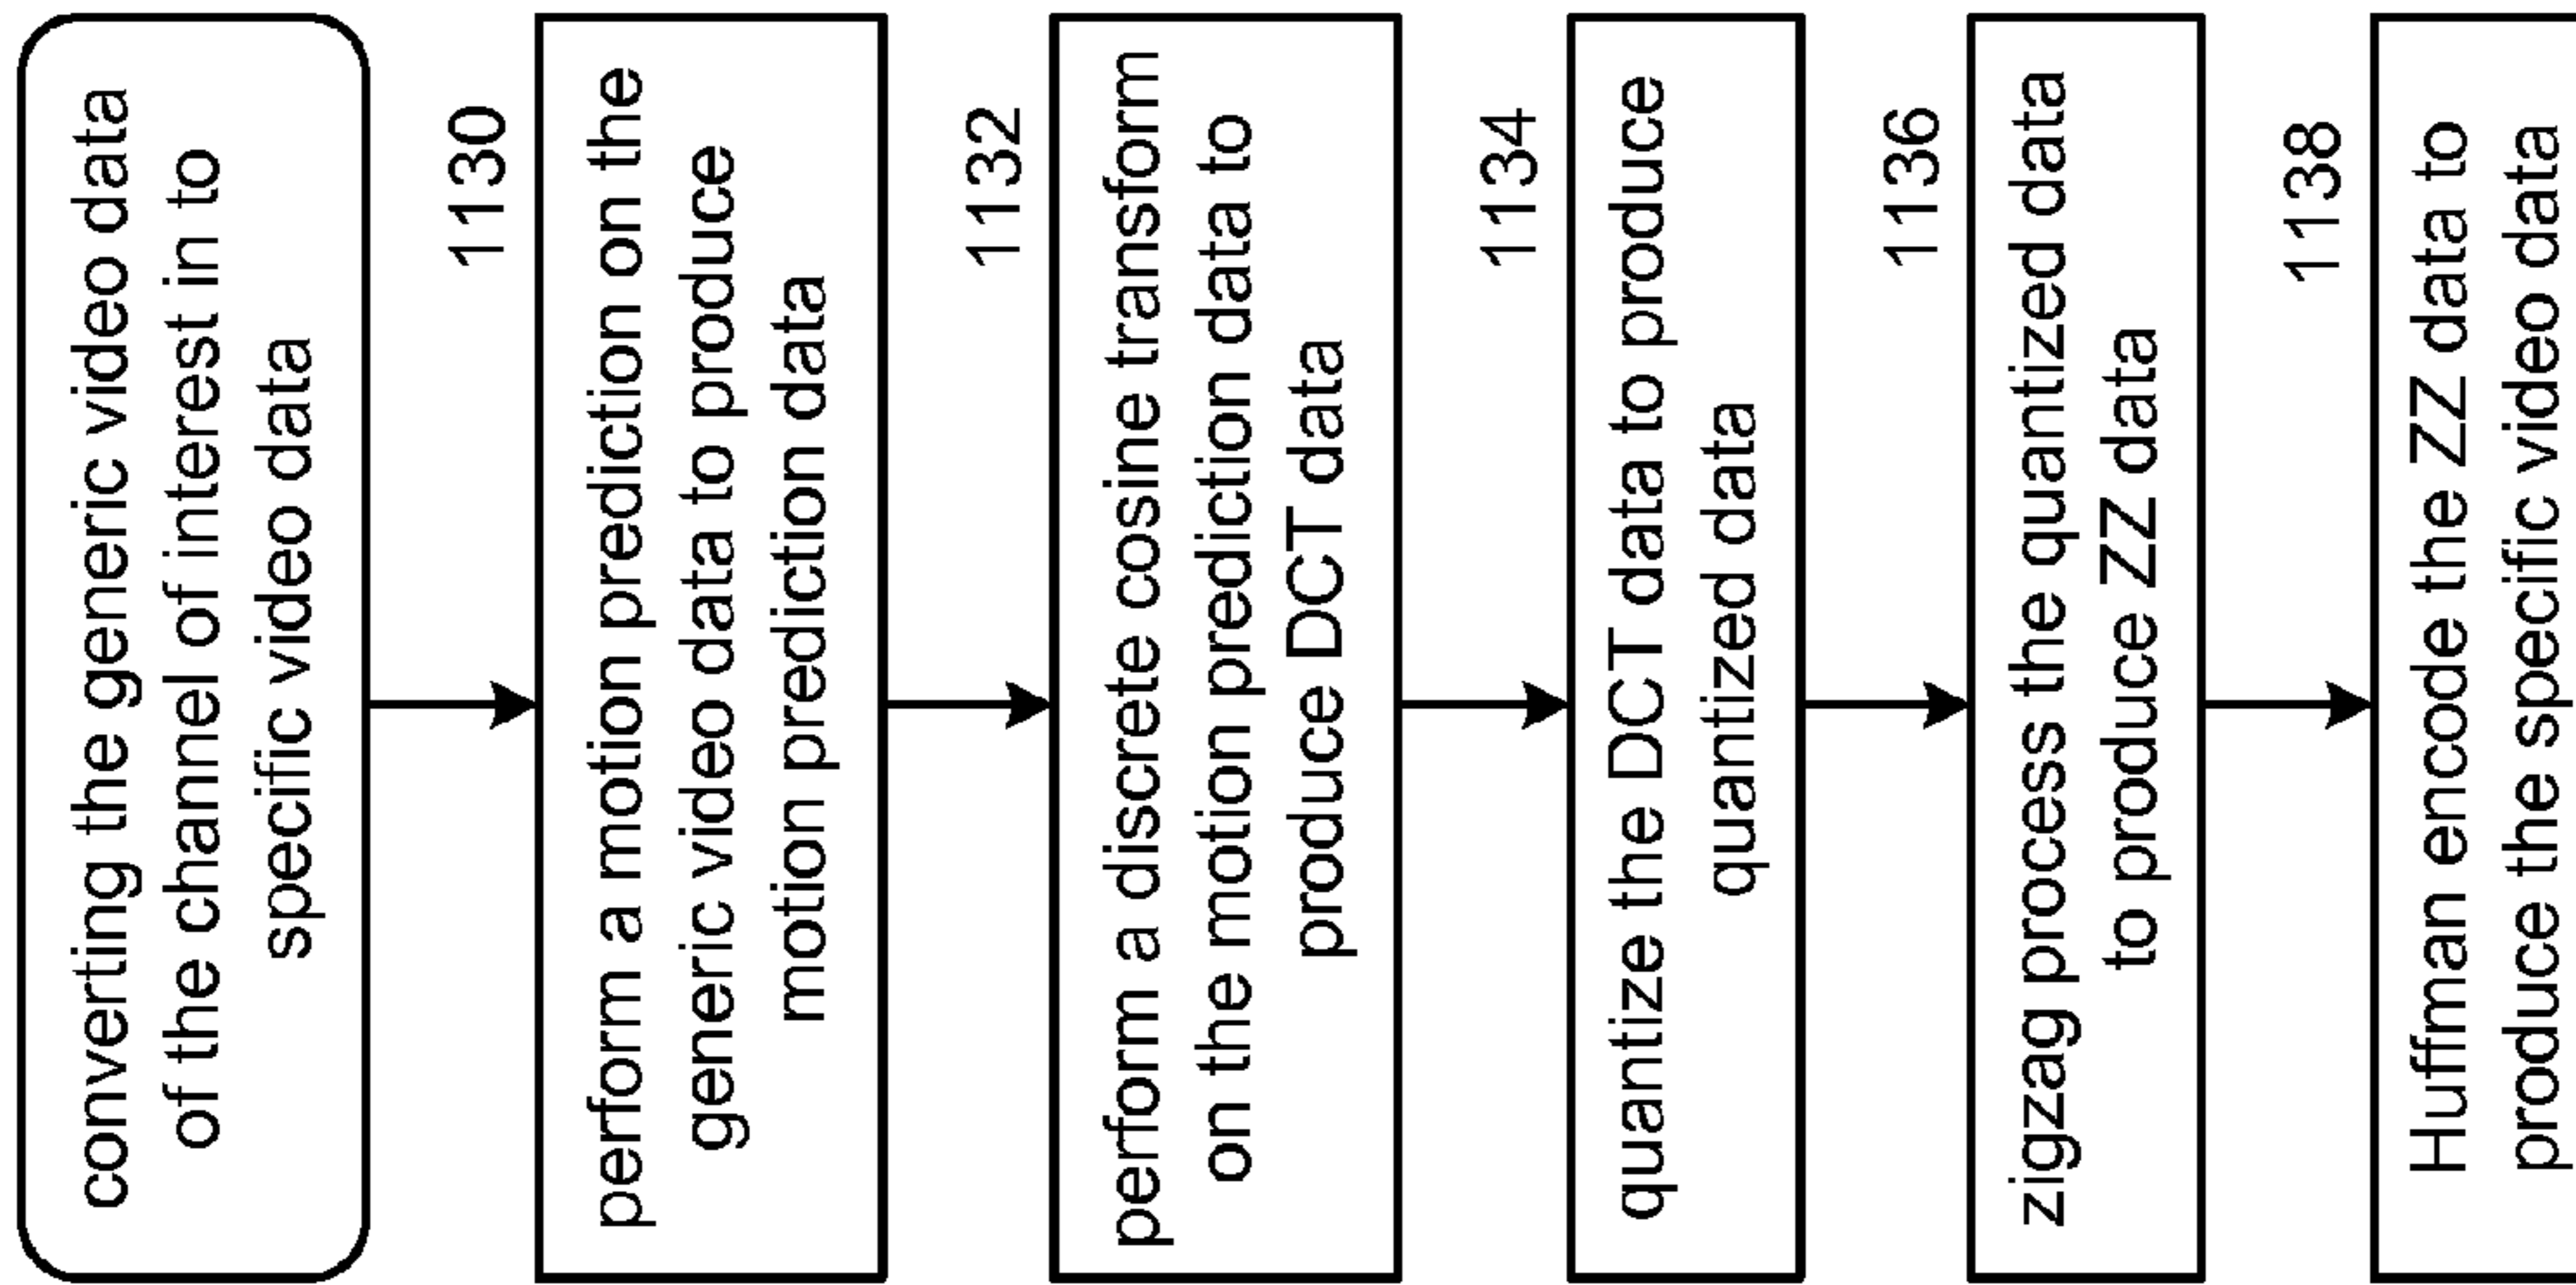 converting the generic video data
of the channel of interest in to
specific video data
1130
perform a motion prediction on the
generic video data to produce
motion prediction data
1132
perform a discrete cosine transform
on the motion prediction data to
produce DCT data
1134
quantize the DCT data to produce
quantized data
1136
zigzag process the quantized data
to produce ZZ data
1138
Huffman encode the ZZ data to
produce the specific video data